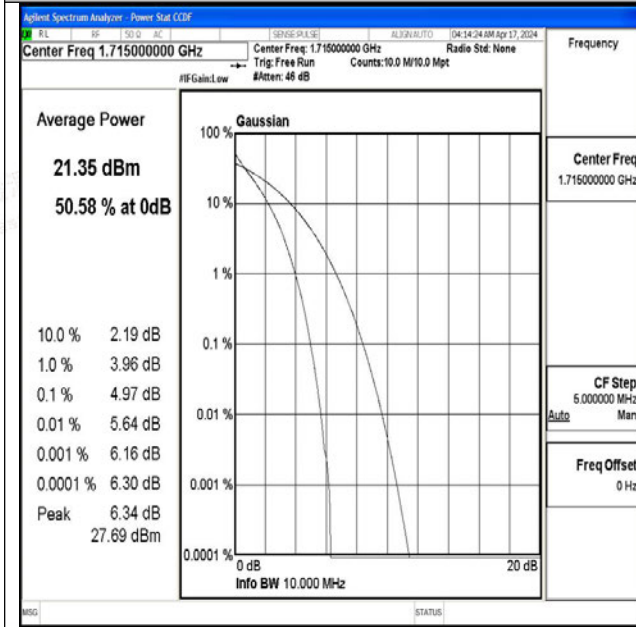 Agilent Spectrum Analyzer - Power Stat CCDF
RL RF 50 Ω AC SENSE:PULSE ALIGN AUTO 04:14:24 AM Apr 17, 2024
Center Freq 1.715000000 GHz
Center Freq: 1.715000000 GHz Radio Std: None
Trig: Free Run Counts:10.0 M/10.0 Mpt
#IFGain:Low #Atten: 46 dB
Frequency
Average Power
21.35 dBm
50.58 % at 0dB
10.0 % 2.19 dB
1.0 % 3.96 dB
0.1 % 4.97 dB
0.01 % 5.64 dB
0.001 % 6.16 dB
0.0001 % 6.30 dB
Peak 6.34 dB
27.69 dBm
Gaussian
100 %
10 %
1 %
0.1 %
0.01 %
0.001 %
0.0001 %
0 dB 20 dB
Info BW 10.000 MHz
Center Freq
1.715000000 GHz
CF Step
5.000000 MHz
Auto Man
Freq Offset
0 Hz
MSG STATUS